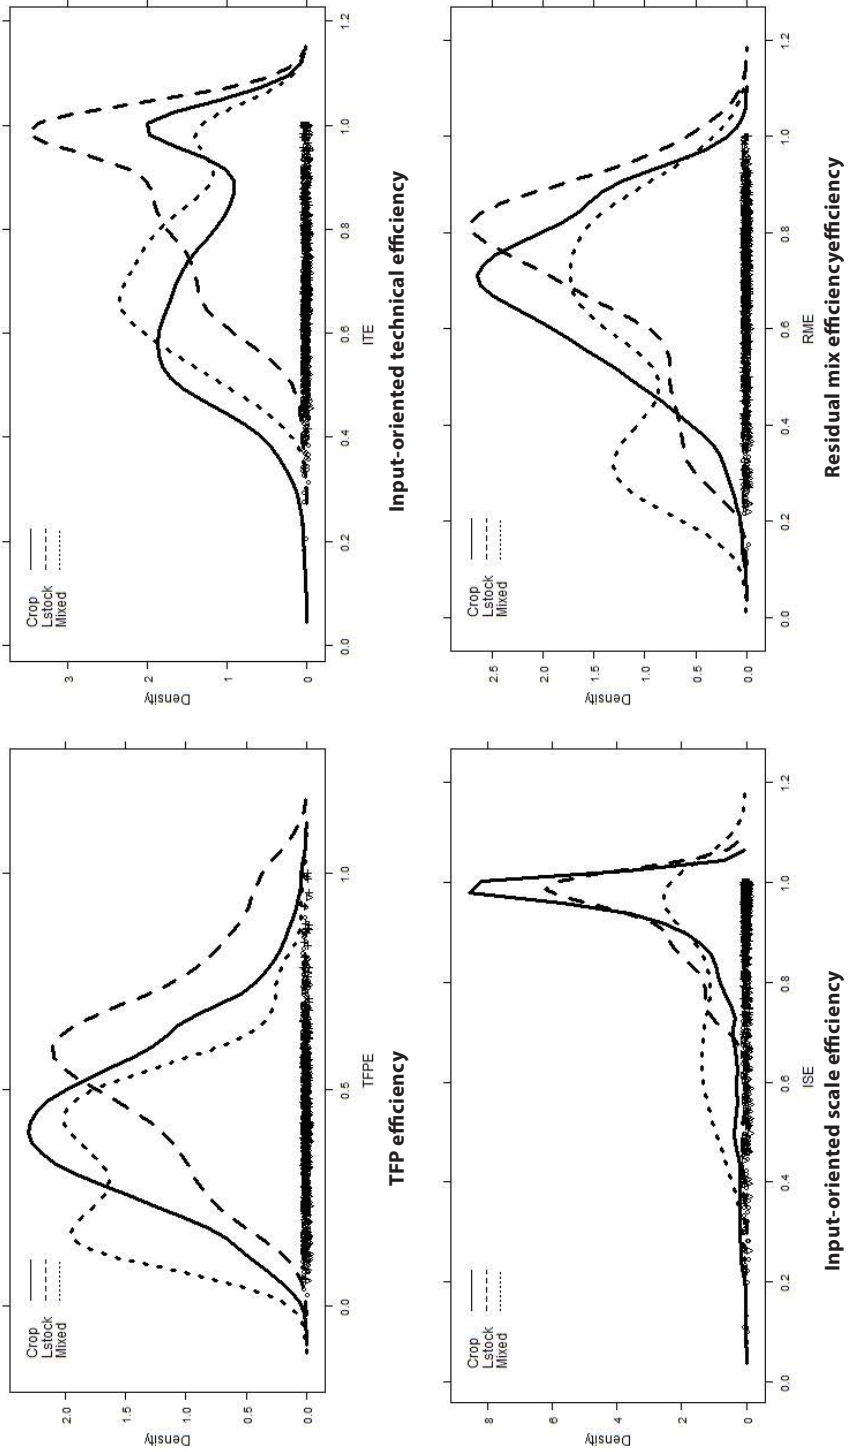 Density
2.0
1.5
1.0
0.5
0.0
Crop
Lstock
Mixed
0.0
0.5
1.0
TFPE
TFP efficiency
Density
3
2
1
0
Crop
Lstock
Mixed
0.0
0.2
0.4
0.6
0.8
1.0
1.2
ITE
Input-oriented technical efficiency
Density
8
6
4
2
0
Crop
Lstock
Mixed
0.0
0.2
0.4
0.6
0.8
1.0
1.2
ISE
Input-oriented scale efficiency
Density
2.5
2.0
1.5
1.0
0.5
0.0
Crop
Lstock
Mixed
0.0
0.2
0.4
0.6
0.8
1.0
1.2
RME
Residual mix efficiencyefficiency